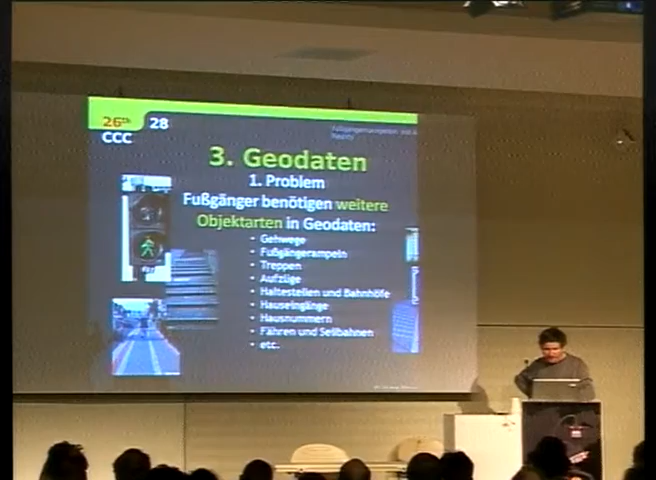 26th
28
CCC
3. Geodaten
1. Problem
Fußgänger benötigen weitere
Objektarten in Geodaten:
• Gehwege
• Fußgängerampeln
• Treppen
• Aufzüge
• Haltestellen und Bahnhöfe
• Hauseingänge
• Hausnummern
• Fähren und Seilbahnen
• etc.